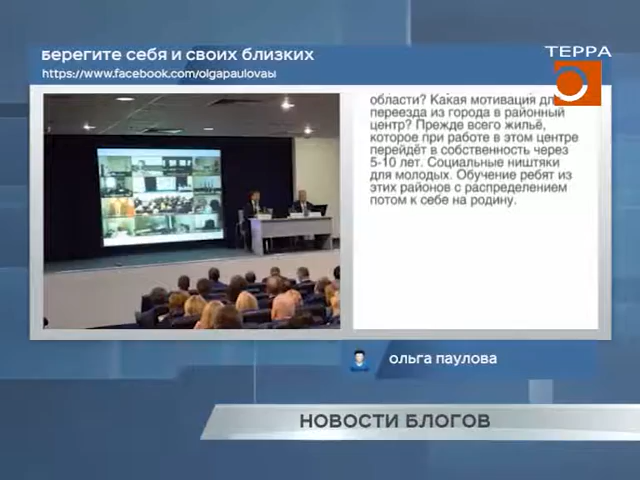 БЕРЕГИТЕ СЕБЯ И СВОИХ БЛИЗКИХ
https://www.facebook.com/olgapaulovaы
ТЕРРА
области? Какая мотивация для
переезда из города в районный
центр? Прежде всего жильё,
которое при работе в этом центре
перейдёт в собственность через
5-10 лет. Социальные ништяки
для молодых. Обучение ребят из
этих районов с распределением
потом к себе на родину.
ольга паулова
НОВОСТИ БЛОГОВ